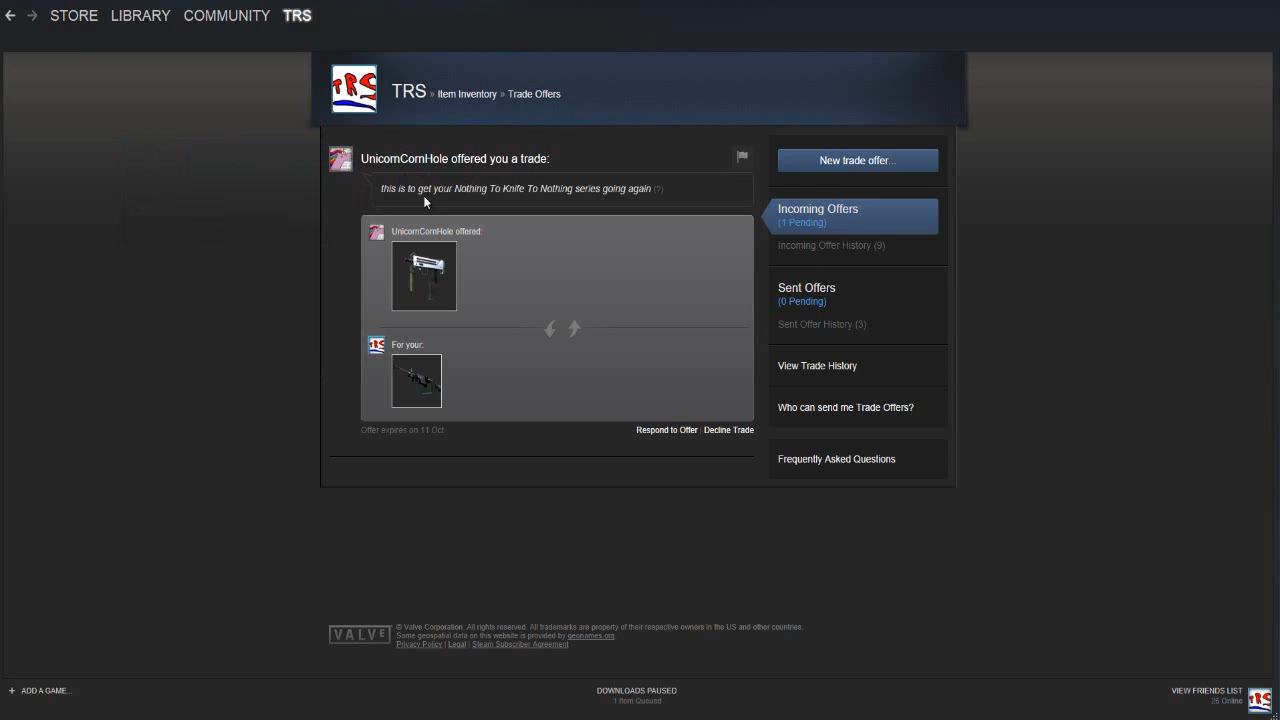 STORE LIBRARY COMMUNITY TRS
TRS
TRS » Item Inventory » Trade Offers
UnicornCornHole offered you a trade:
this is to get your Nothing To Knife To Nothing series going again (?)
UnicornCornHole offered:
TRS
For your:
Offer expires on 11 Oct
Respond to Offer | Decline Trade
New trade offer...
Incoming Offers
(1 Pending)
Incoming Offer History (9)
Sent Offers
(0 Pending)
Sent Offer History (3)
View Trade History
Who can send me Trade Offers?
Frequently Asked Questions
VALVE
© Valve Corporation. All rights reserved. All trademarks are property of their respective owners in the US and other countries.
Some geospatial data on this website is provided by geonames.org
Privacy Policy | Legal | Steam Subscriber Agreement
+ ADD A GAME...
DOWNLOADS PAUSED
1 Item Queued
VIEW FRIENDS LIST
26 Online
TRS